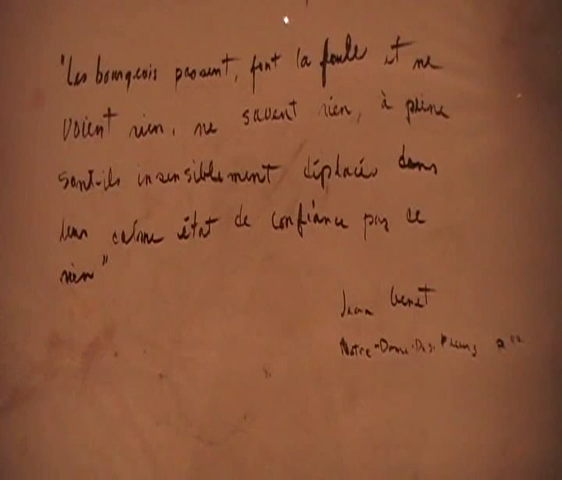 "Les bourgeois passent, font la foule et ne
voient rien, ne savent rien, à peine
sont-ils insensiblement déplacés dans
leur calme état de confiance par ce
rien"
Jean Genet
Notre-Dame-Des-Fleurs